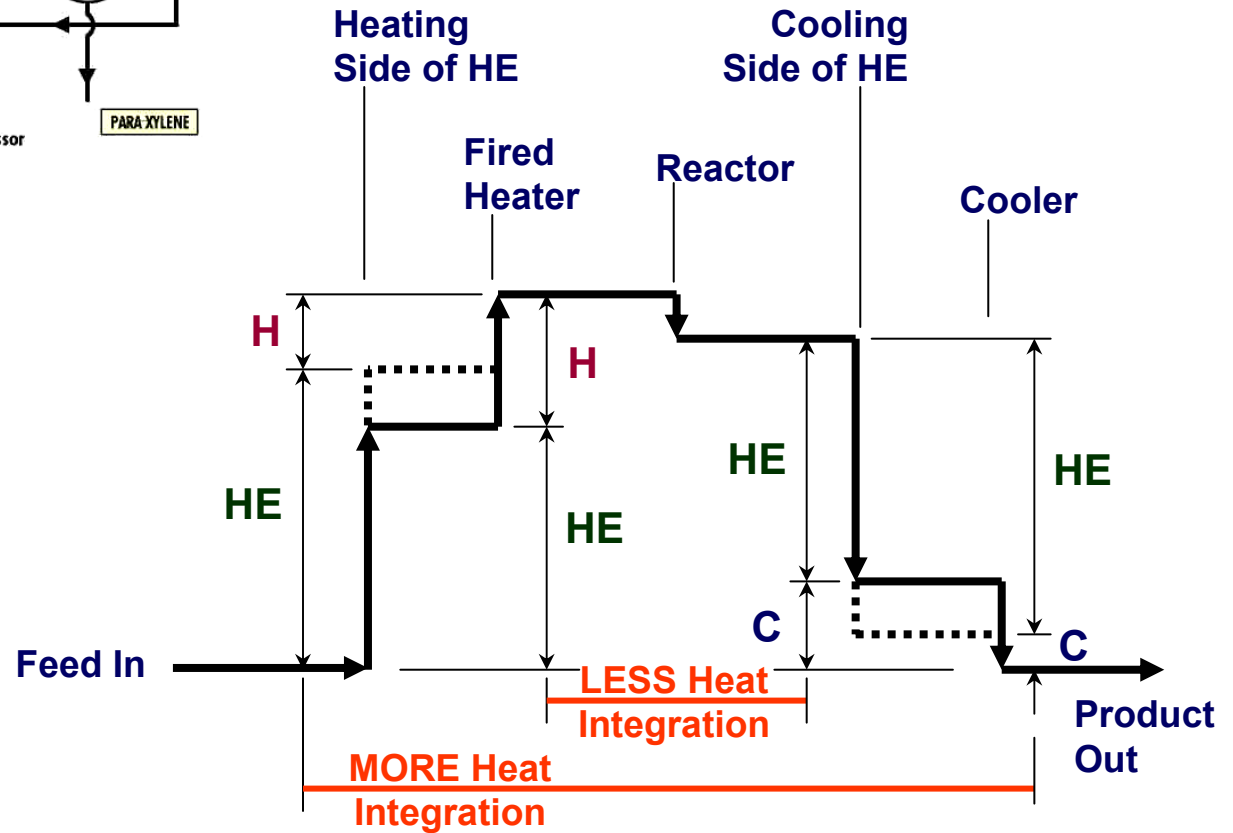 PARA XYLENE
ssor
Heating
Side of HE
Cooling
Side of HE
Fired
Heater
Reactor
Cooler
H
H
HE
HE
HE
HE
C
C
Feed In
LESS Heat
Integration
Product
Out
MORE Heat
Integration